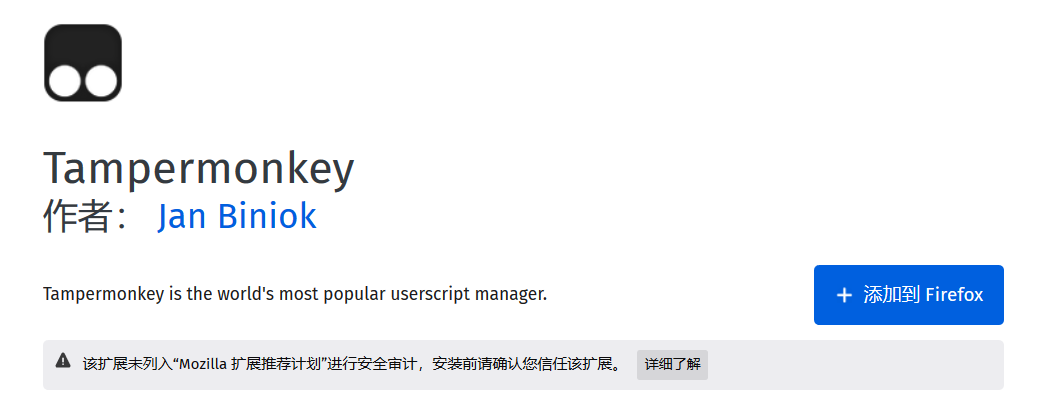 Tampermonkey
作者： Jan Biniok
Tampermonkey is the world's most popular userscript manager.
添加到 Firefox
该扩展未列入“Mozilla 扩展推荐计划”进行安全审计，安装前请确认您信任该扩展。 详细了解